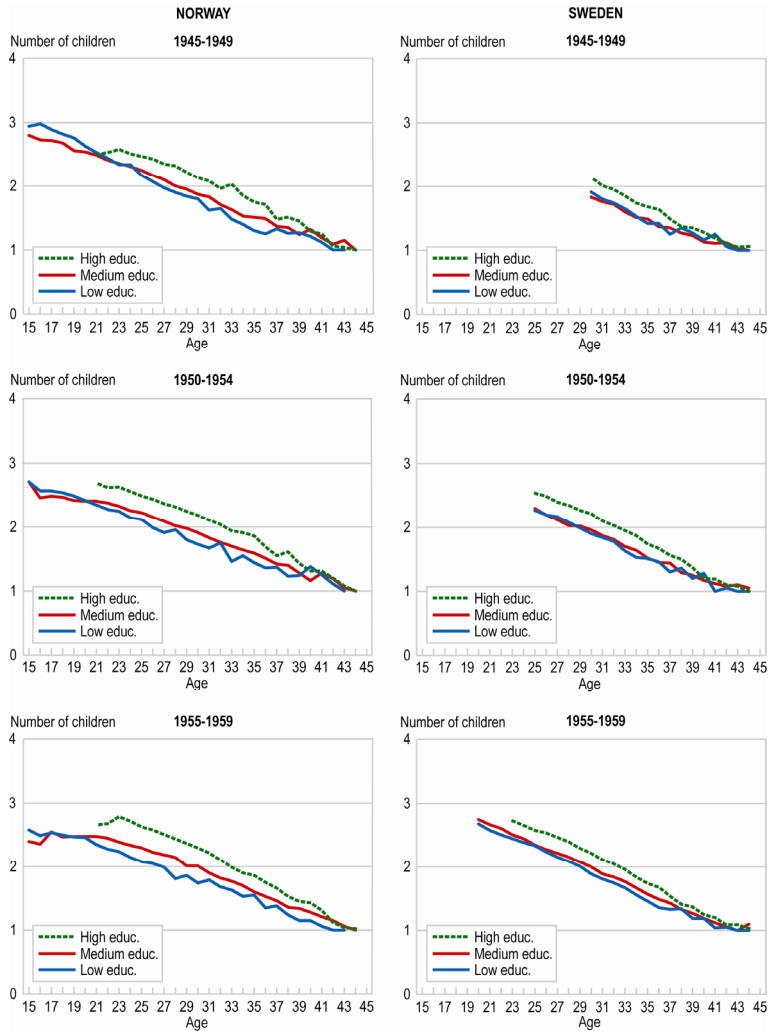 NORWAY
SWEDEN
Number of children 1945-1949
4
3
2
1
0
High educ.
Medium educ.
Low educ.
15 17 19 21 23 25 27 29 31 33 35 37 39 41 43 45
Age
Number of children 1945-1949
4
3
2
1
0
High educ.
Medium educ.
Low educ.
15 17 19 21 23 25 27 29 31 33 35 37 39 41 43 45
Age
Number of children 1950-1954
4
3
2
1
0
High educ.
Medium educ.
Low educ.
15 17 19 21 23 25 27 29 31 33 35 37 39 41 43 45
Age
Number of children 1950-1954
4
3
2
1
0
High educ.
Medium educ.
Low educ.
15 17 19 21 23 25 27 29 31 33 35 37 39 41 43 45
Age
Number of children 1955-1959
4
3
2
1
0
High educ.
Medium educ.
Low educ.
15 17 19 21 23 25 27 29 31 33 35 37 39 41 43 45
Age
Number of children 1955-1959
4
3
2
1
0
High educ.
Medium educ.
Low educ.
15 17 19 21 23 25 27 29 31 33 35 37 39 41 43 45
Age